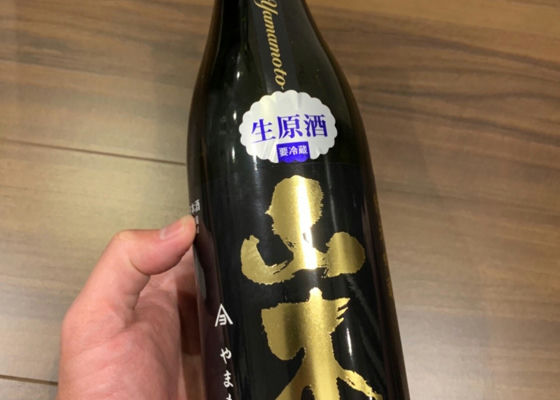 Yamamoto
生原酒
要冷蔵
山本
やま